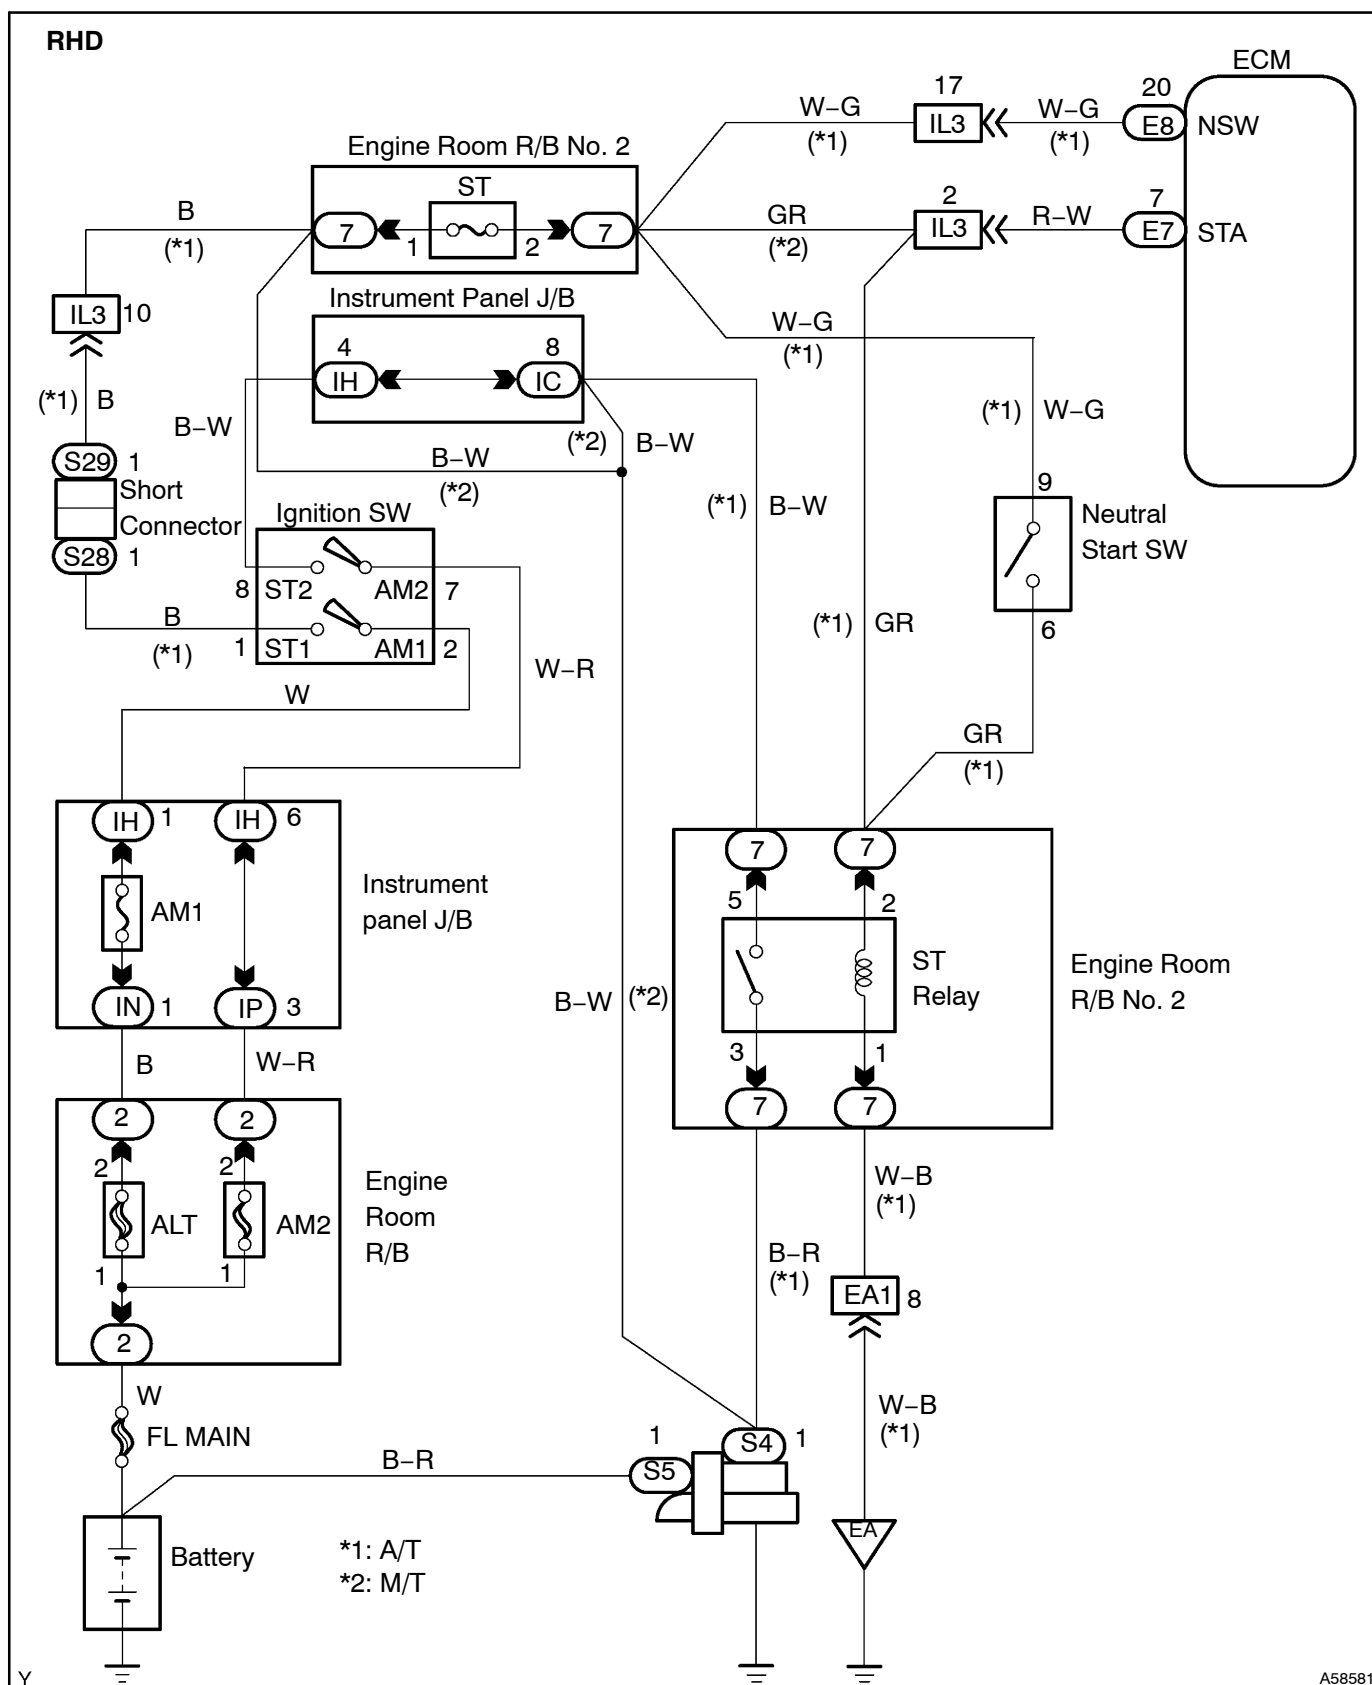 RHD
ECM
17
20
W–G
W–G
IL3
E8
NSW
(*1)
(*1)
Engine Room R/B No. 2
ST
2
7
B
GR
R–W
7
7
IL3
E7
STA
(*1)
1
2
(*2)
Instrument Panel J/B
IL3
10
W–G
(*1)
4
8
IH
IC
(*1)
B
B–W
(*2)
B–W
(*1)
W–G
S29
1
B–W
(*2)
9
Short
Connector
(*1)
B–W
Neutral
Start SW
Ignition SW
S28
1
8
ST2
AM2
7
B
(*1)
1
ST1
AM1
2
(*1)
GR
6
W–R
W
GR
(*1)
IH
1
IH
6
7
7
Instrument
panel J/B
AM1
5
2
ST
Relay
Engine Room
R/B No. 2
IN
1
IP
3
B–W
(*2)
B
W–R
3
1
7
7
2
2
2
2
W–B
(*1)
Engine
Room
R/B
ALT
AM2
1
1
B–R
(*1)
EA1
8
2
W
W–B
(*1)
FL MAIN
1
S4
1
B–R
S5
EA
Battery
*1: A/T
*2: M/T
Y
A58581